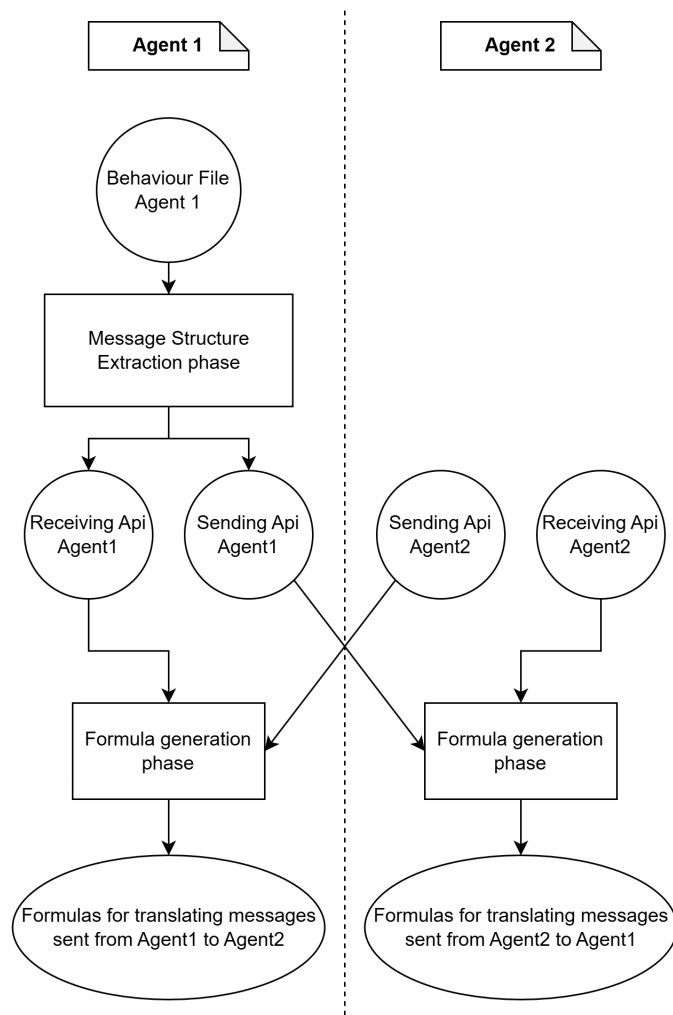 Agent 1
Agent 2
Behaviour File
Agent 1
Message Structure
Extraction phase
Receiving Api
Agent1
Sending Api
Agent1
Sending Api
Agent2
Receiving Api
Agent2
Formula generation
phase
Formula generation
phase
Formulas for translating messages
sent from Agent1 to Agent2
Formulas for translating messages
sent from Agent2 to Agent1